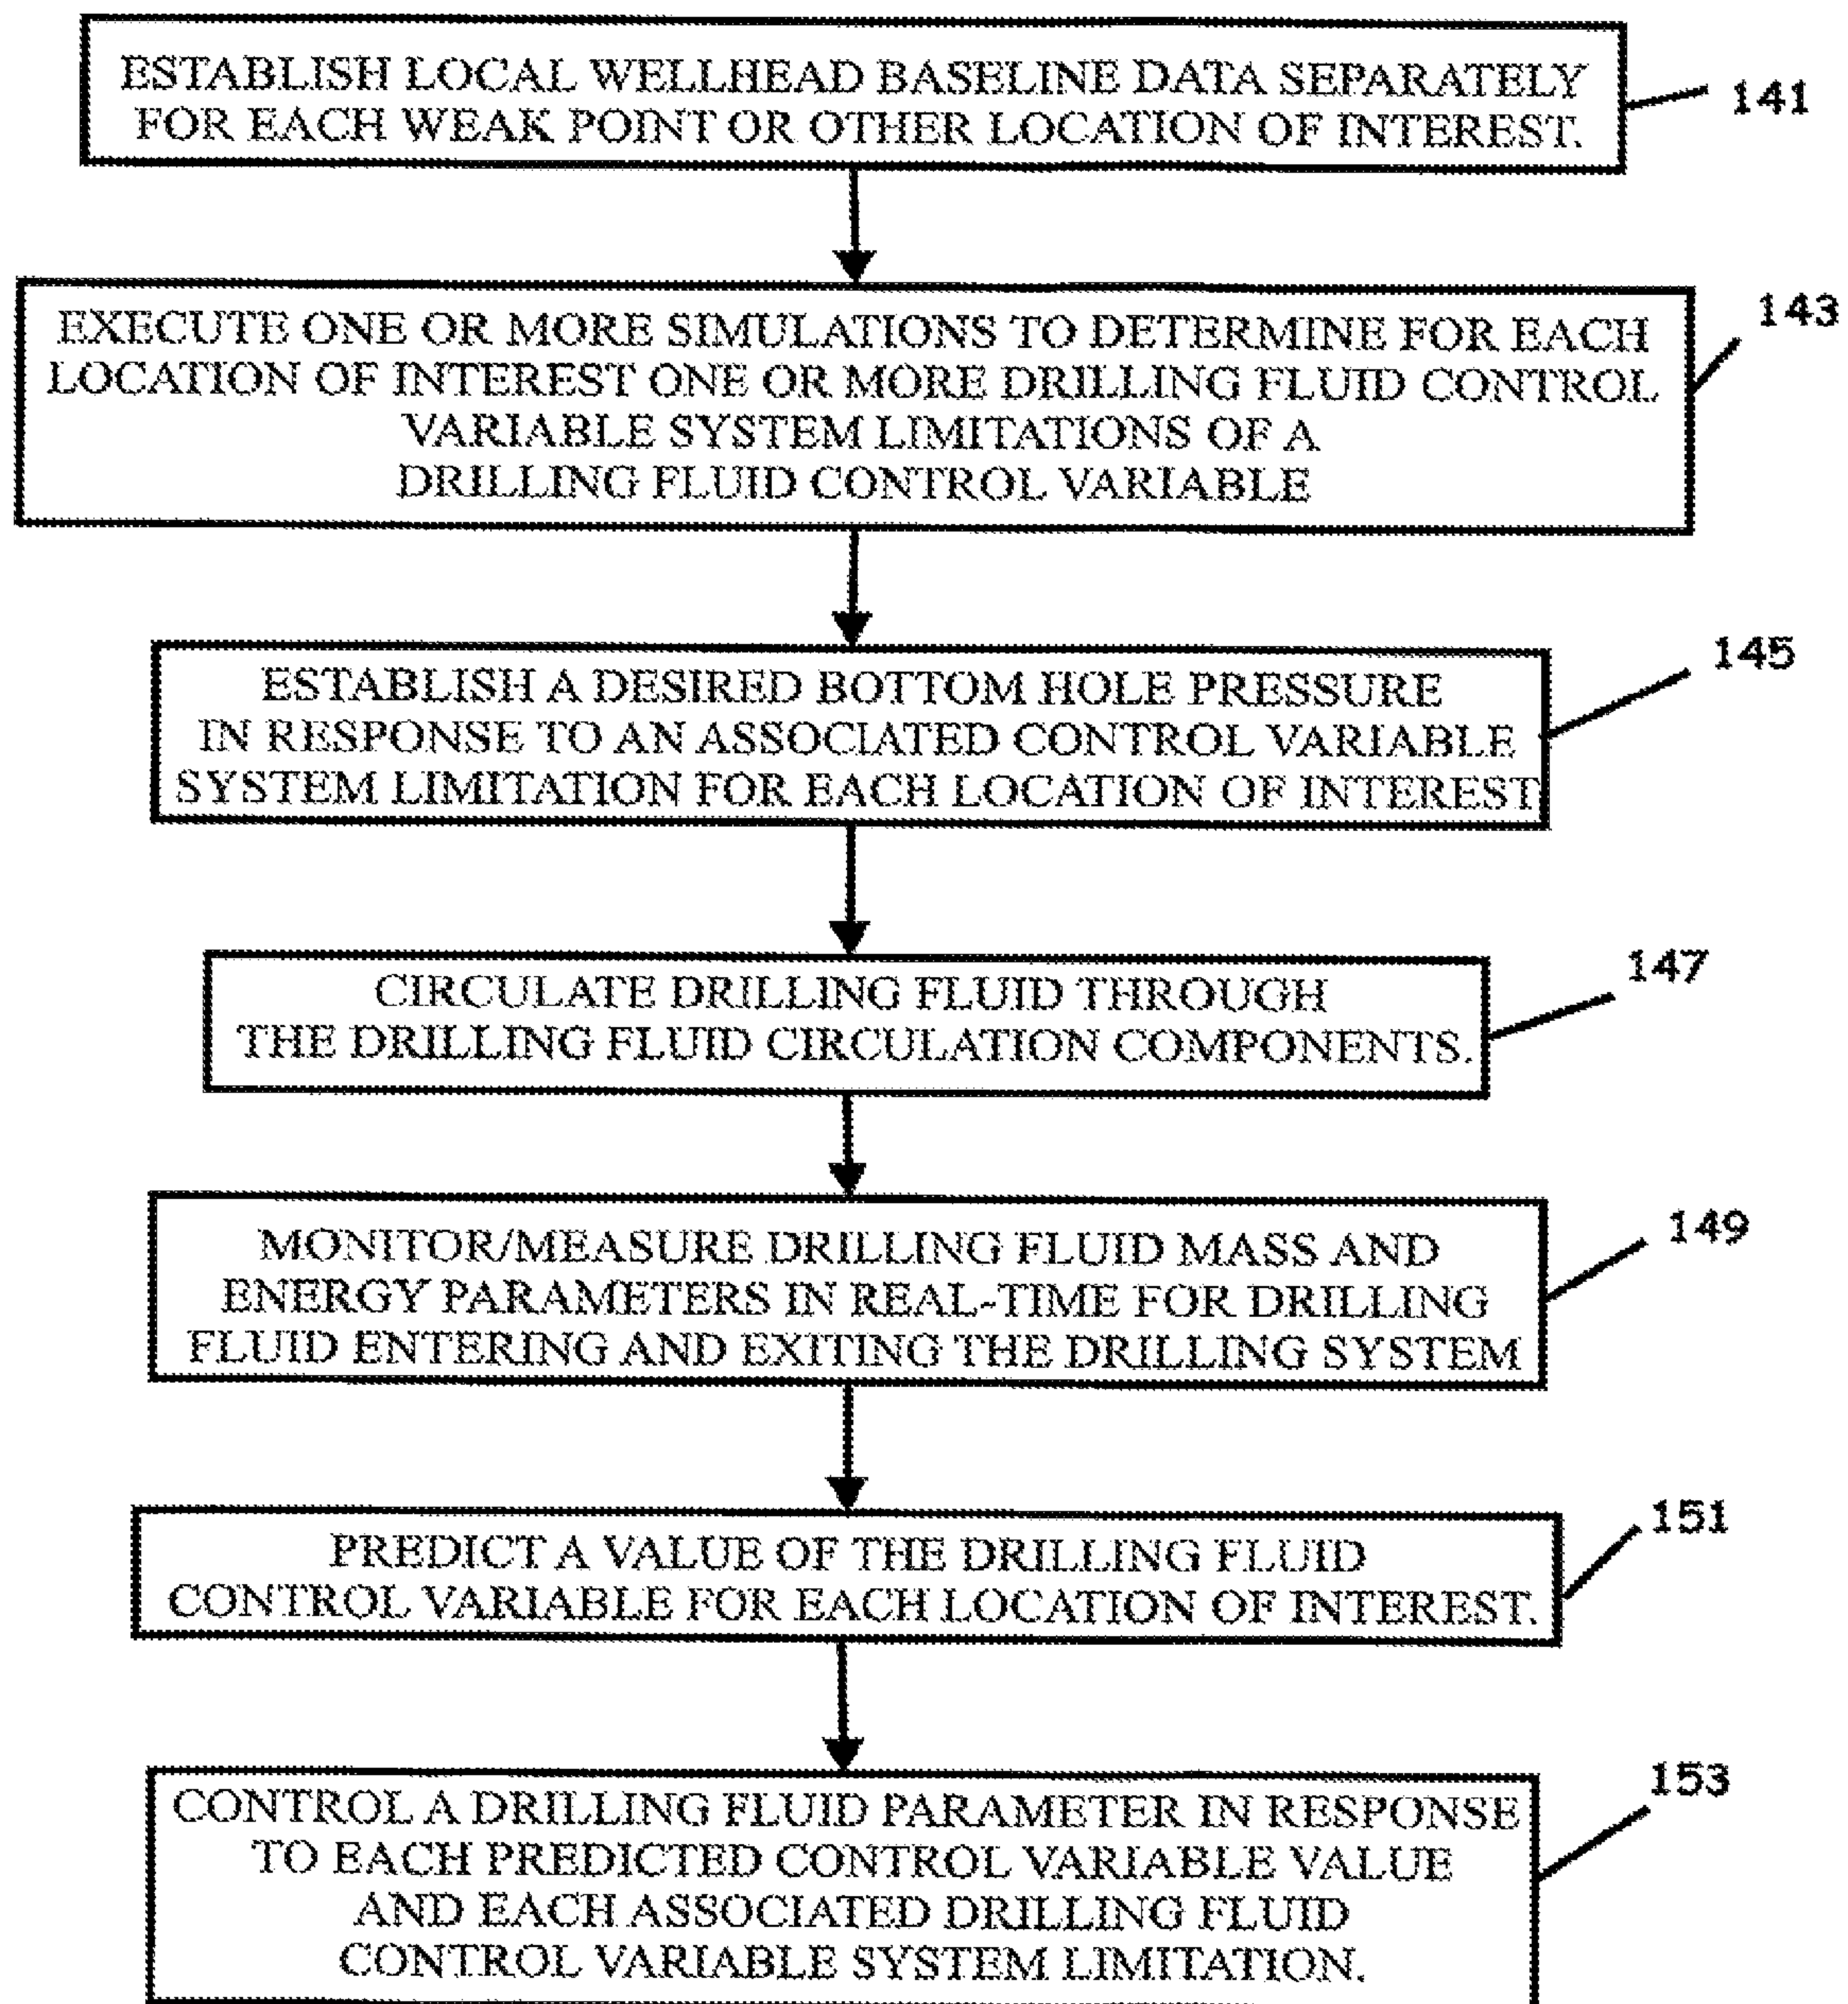 ESTABLISH LOCAL WELLHEAD BASELINE DATA SEPARATELY
FOR EACH WEAK POINT OR OTHER LOCATION OF INTEREST.
141
EXECUTE ONE OR MORE SIMULATIONS TO DETERMINE FOR EACH
LOCATION OF INTEREST ONE OR MORE DRILLING FLUID CONTROL
VARIABLE SYSTEM LIMITATIONS OF A
DRILLING FLUID CONTROL VARIABLE
143
ESTABLISH A DESIRED BOTTOM HOLE PRESSURE
IN RESPONSE TO AN ASSOCIATED CONTROL VARIABLE
SYSTEM LIMITATION FOR EACH LOCATION OF INTEREST
145
CIRCULATE DRILLING FLUID THROUGH
THE DRILLING FLUID CIRCULATION COMPONENTS.
147
MONITOR/MEASURE DRILLING FLUID MASS AND
ENERGY PARAMETERS IN REAL-TIME FOR DRILLING
FLUID ENTERING AND EXITING THE DRILLING SYSTEM
149
PREDICT A VALUE OF THE DRILLING FLUID
CONTROL VARIABLE FOR EACH LOCATION OF INTEREST.
151
CONTROL A DRILLING FLUID PARAMETER IN RESPONSE
TO EACH PREDICTED CONTROL VARIABLE VALUE
AND EACH ASSOCIATED DRILLING FLUID
CONTROL VARIABLE SYSTEM LIMITATION.
153